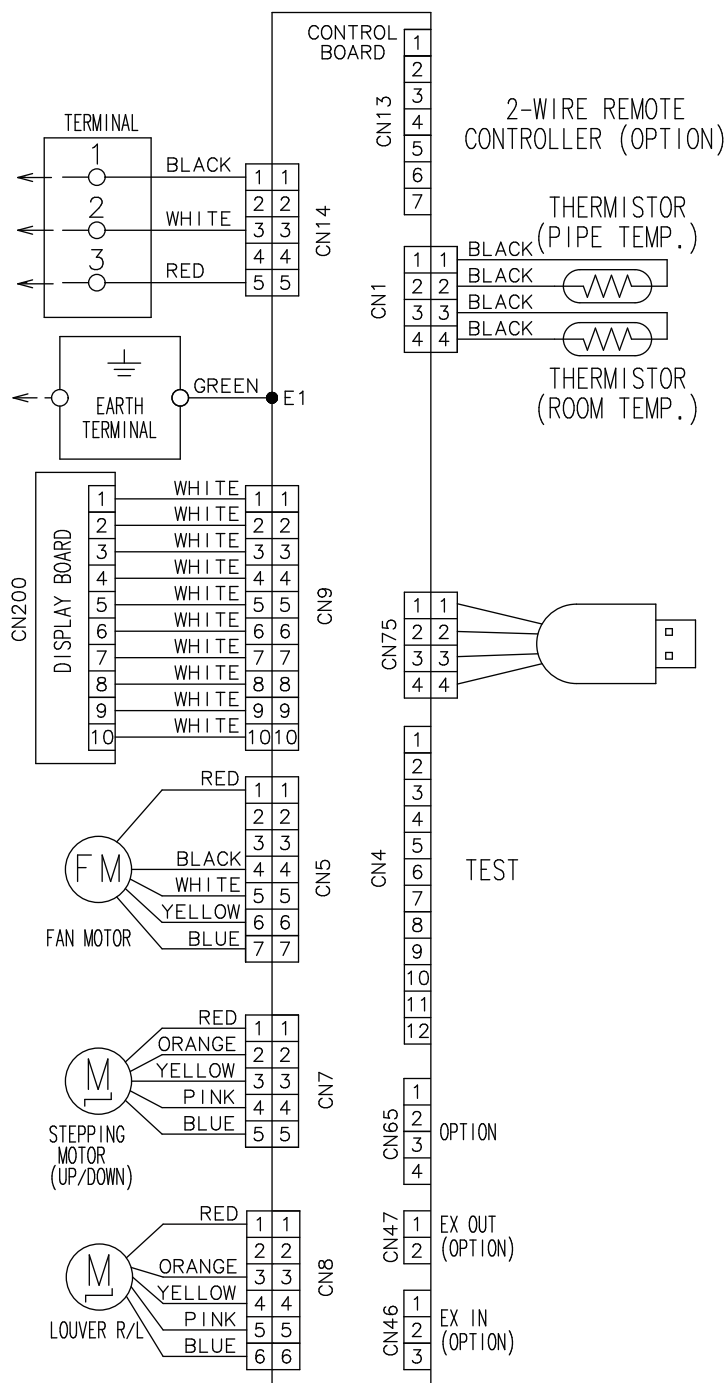 CONTROL
BOARD
CN13
1
2
3
4
5
6
7
2-WIRE REMOTE
CONTROLLER (OPTION)
TERMINAL
1
BLACK
2
WHITE
3
RED
1 1
2 2
3 3
4 4
5 5
CN14
THERMISTOR
(PIPE TEMP.)
CN1
1 1 BLACK
2 2 BLACK
3 3 BLACK
4 4 BLACK
THERMISTOR
(ROOM TEMP.)
EARTH
TERMINAL
GREEN
E1
CN200
DISPLAY BOARD
1 WHITE 1 1
2 WHITE 2 2
3 WHITE 3 3
4 WHITE 4 4
5 WHITE 5 5
6 WHITE 6 6
7 WHITE 7 7
8 WHITE 8 8
9 WHITE 9 9
10 WHITE 10 10
CN9
CN75
1 1
2 2
3 3
4 4
FM
FAN MOTOR
RED 1 1
2 2
3 3
BLACK 4 4
WHITE 5 5
YELLOW 6 6
BLUE 7 7
CN5
CN4
1
2
3
4
5
6
7
8
9
10
11
12
TEST
M
STEPPING
MOTOR
(UP/DOWN)
RED 1 1
ORANGE 2 2
YELLOW 3 3
PINK 4 4
BLUE 5 5
CN7
CN65
1
2
3
4
OPTION
M
LOUVER R/L
RED 1 1
2 2
ORANGE 3 3
YELLOW 4 4
PINK 5 5
BLUE 6 6
CN8
CN47
1
2
EX OUT
(OPTION)
CN46
1
2
3
EX IN
(OPTION)